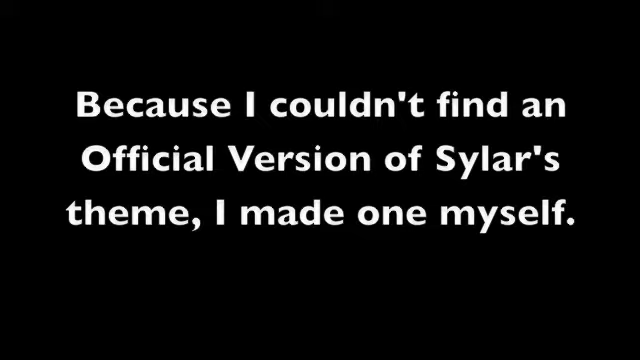 Because I couldn't find an
Official Version of Sylar's
theme, I made one myself.